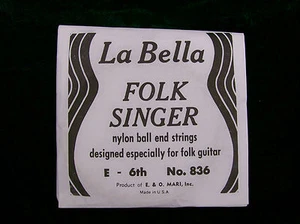 La Bella
FOLK
SINGER
nylon ball end strings
designed especially for folk guitar
E - 6th No. 836
Product of E. & O. MARI, Inc.
Made in U.S.A.